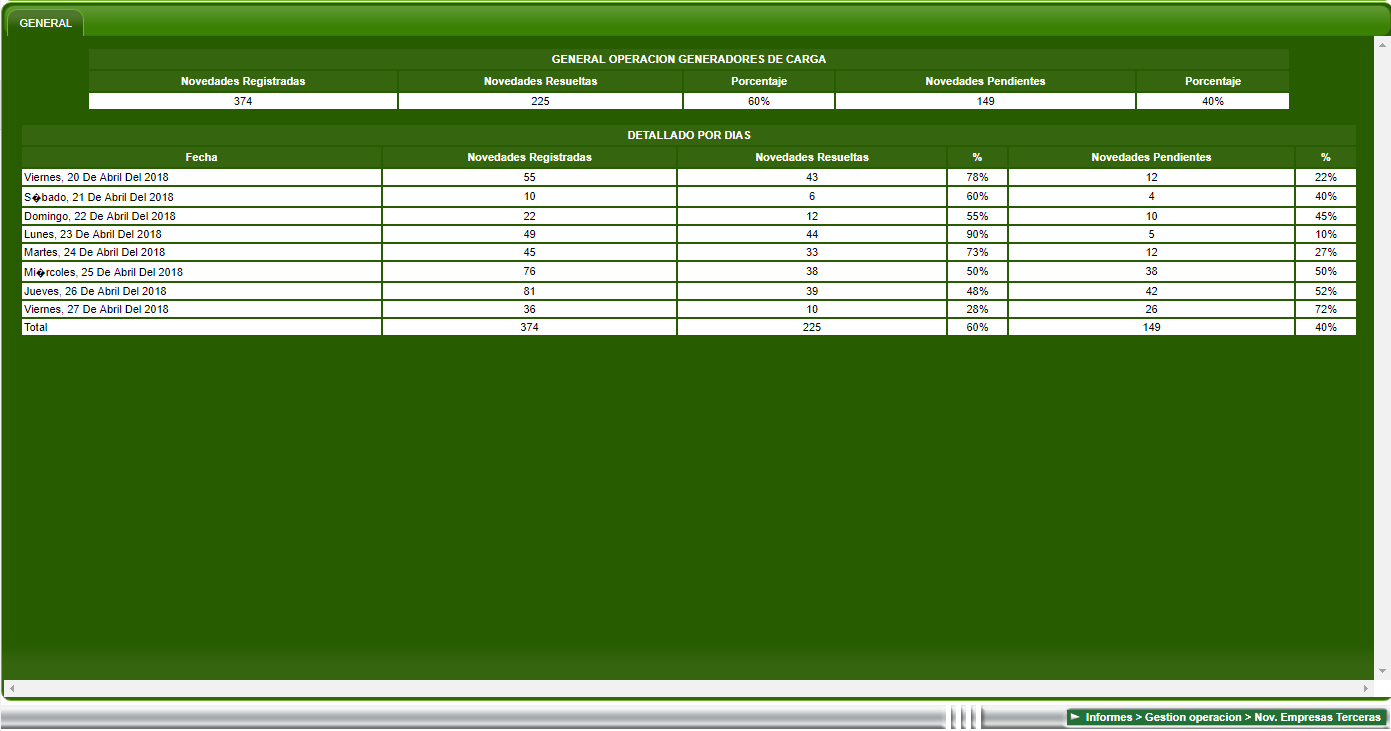 GENERAL
GENERAL OPERACION GENERADORES DE CARGA
Novedades Registradas Novedades Resueltas Porcentaje Novedades Pendientes Porcentaje
374 225 60% 149 40%
DETALLADO POR DIAS
Fecha Novedades Registradas Novedades Resueltas % Novedades Pendientes %
Viernes, 20 De Abril Del 2018 55 43 78% 12 22%
S�bado, 21 De Abril Del 2018 10 6 60% 4 40%
Domingo, 22 De Abril Del 2018 22 12 55% 10 45%
Lunes, 23 De Abril Del 2018 49 44 90% 5 10%
Martes, 24 De Abril Del 2018 45 33 73% 12 27%
Mi�rcoles, 25 De Abril Del 2018 76 38 50% 38 50%
Jueves, 26 De Abril Del 2018 81 39 48% 42 52%
Viernes, 27 De Abril Del 2018 36 10 28% 26 72%
Total 374 225 60% 149 40%
Informes > Gestion operacion > Nov. Empresas Terceras